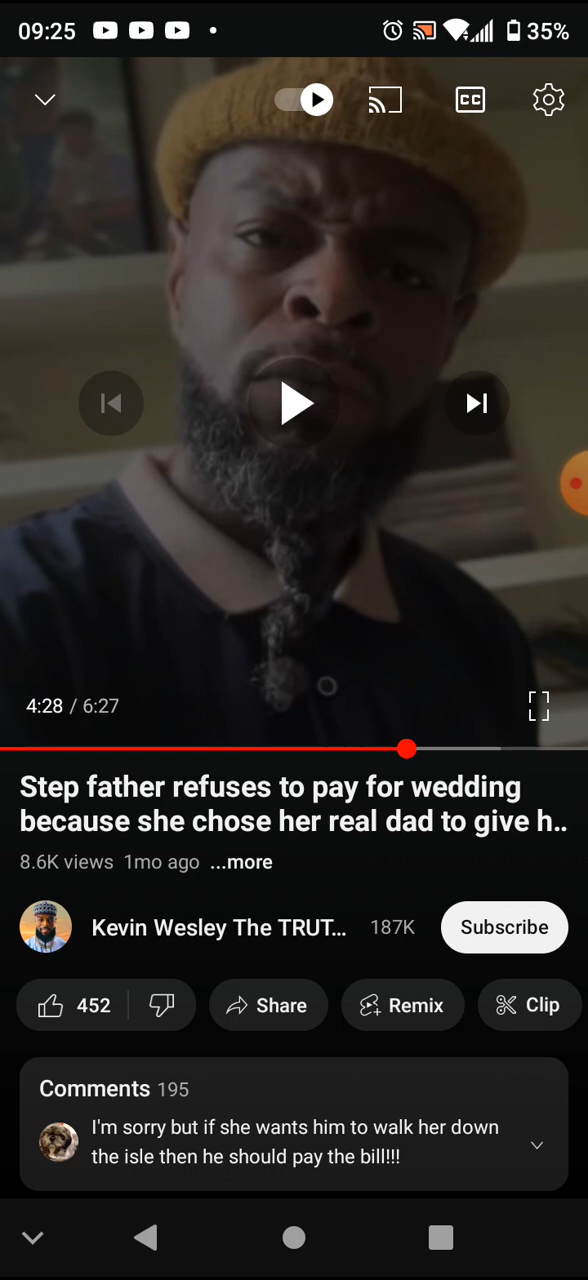 09:25
35%
CC
4:28 / 6:27
Step father refuses to pay for wedding
because she chose her real dad to give h..
8.6K views 1mo ago ...more
Kevin Wesley The TRUT... 187K Subscribe
452 Share Remix Clip
Comments 195
I'm sorry but if she wants him to walk her down
the isle then he should pay the bill!!!